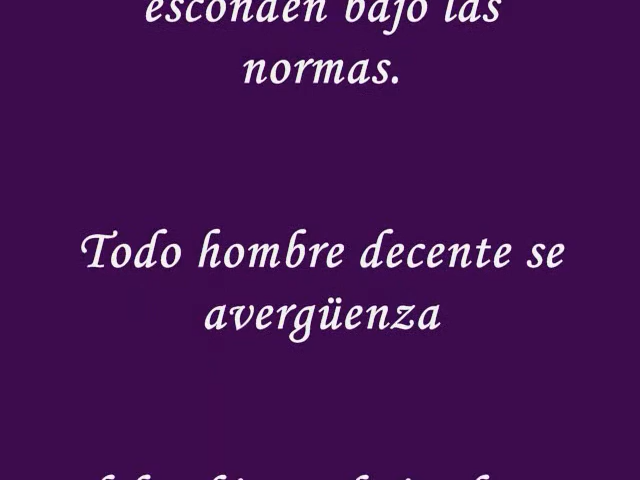 esconden bajo las
normas.
Todo hombre decente se
avergüenza